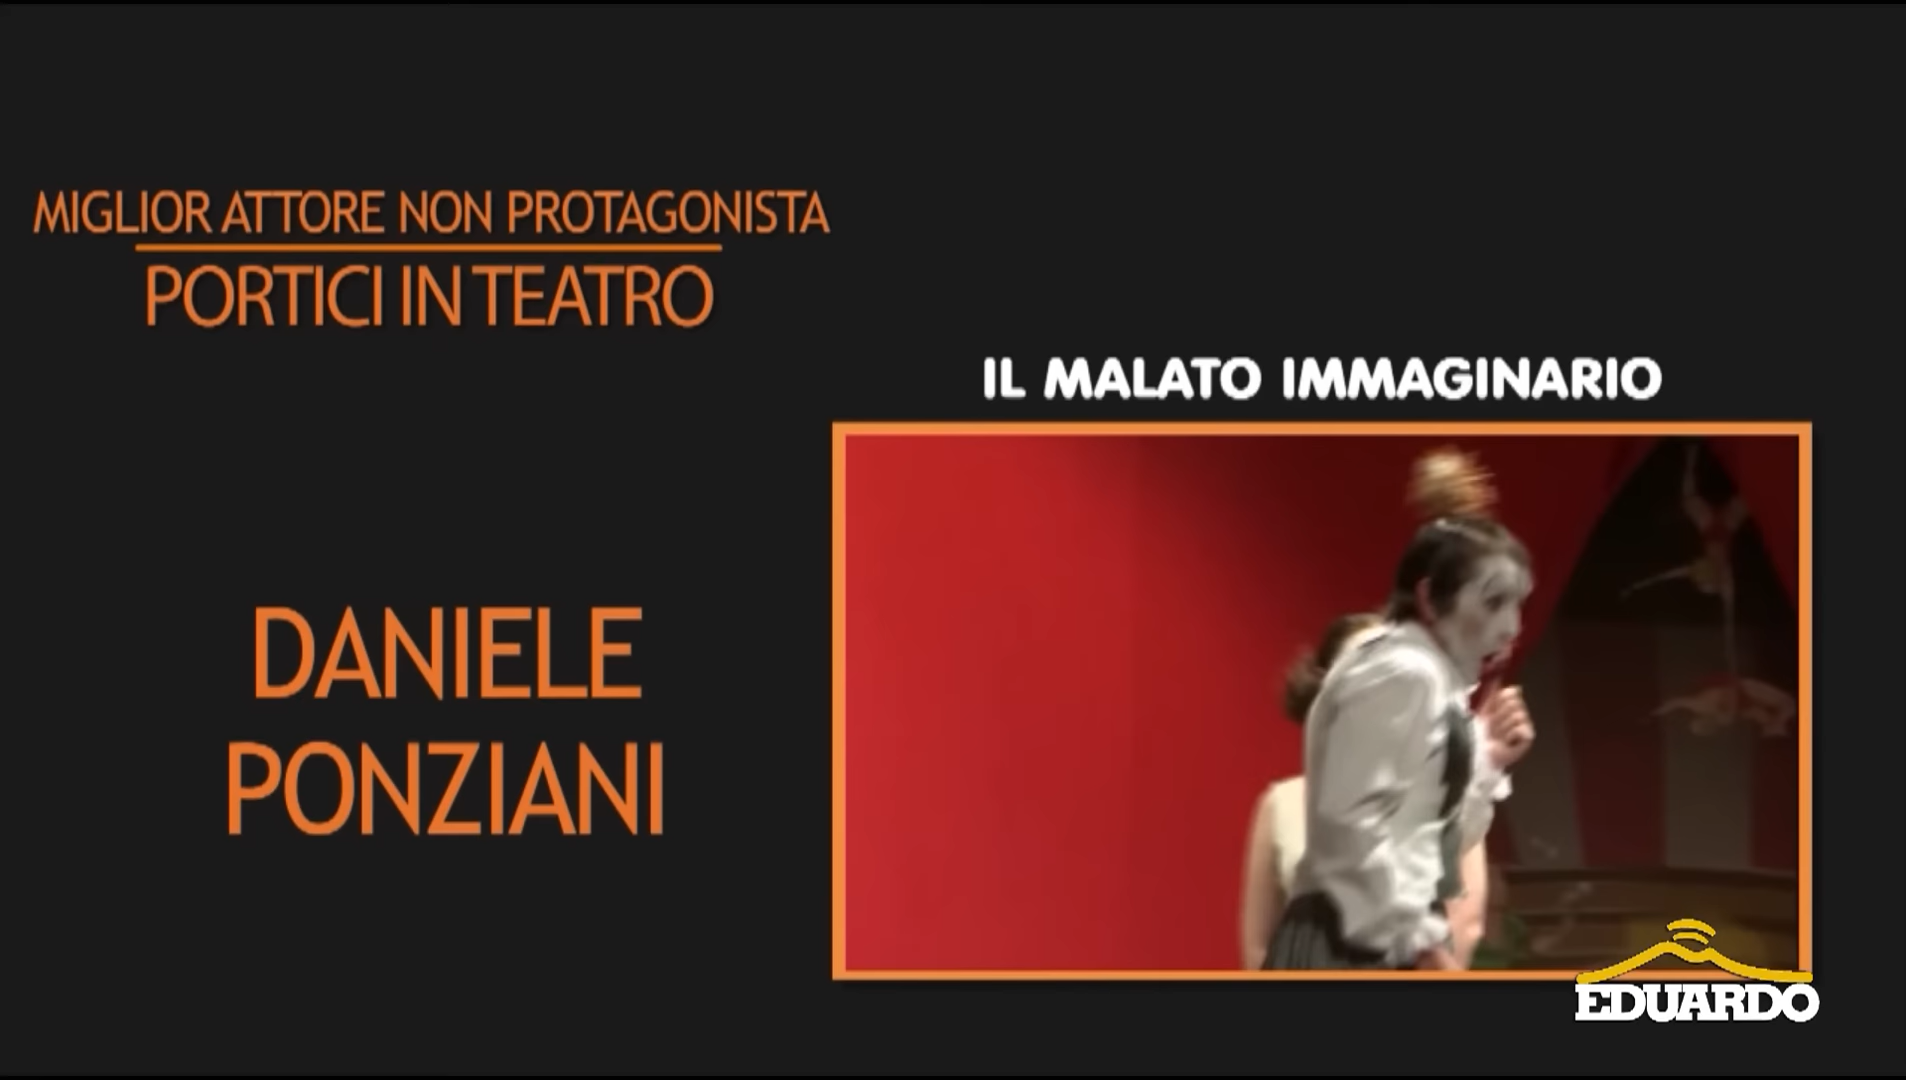 MIGLIOR ATTORE NON PROTAGONISTA
PORTICI IN TEATRO
IL MALATO IMMAGINARIO
DANIELE
PONZIANI
EDUARDO